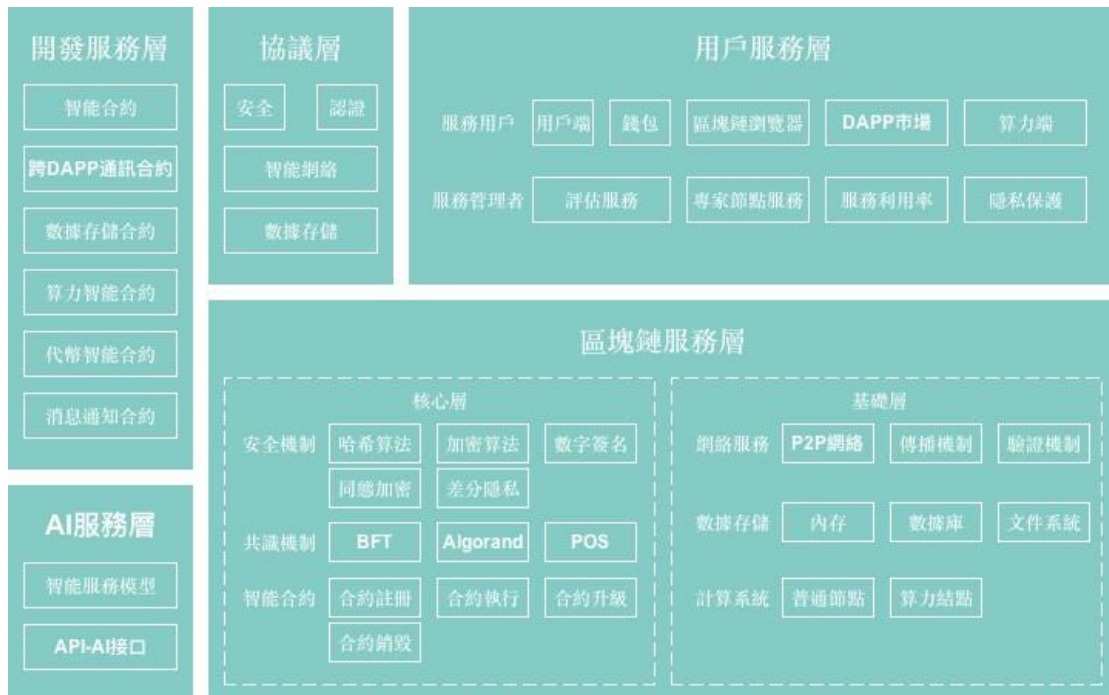 開發服務層
智能合約
跨DAPP通訊合約
數據存儲合約
算力智能合約
代幣智能合約
消息通知合約
AI服務層
智能服務模型
API-AI接口
協議層
安全 認證
智能網絡
數據存儲
用戶服務層
服務用戶 用戶端 錢包 區塊鏈瀏覽器 DAPP市場 算力端
服務管理者 評估服務 專家節點服務 服務利用率 隱私保護
區塊鏈服務層
核心層
安全機制 哈希算法 加密算法 數字簽名
同態加密 差分隱私
共識機制 BFT Algorand POS
智能合約 合約註冊 合約執行 合約升級
合約銷毀
基礎層
網絡服務 P2P網絡 傳播機制 驗證機制
數據存儲 內存 數據庫 文件系統
計算系統 普通節點 算力結點